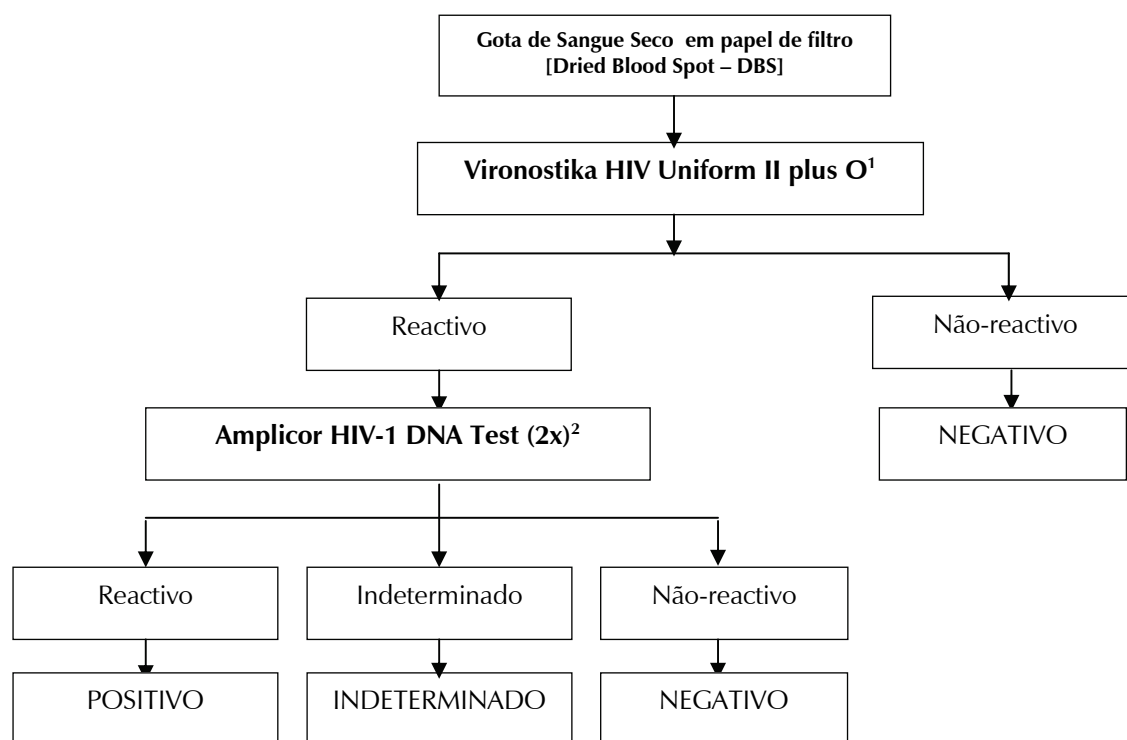 Gota de Sangue Seco em papel de filtro
[Dried Blood Spot – DBS]
Vironostika HIV Uniform II plus O¹
Reactivo
Não-reactivo
Amplicor HIV-1 DNA Test (2x)²
NEGATIVO
Reactivo
Indeterminado
Não-reactivo
POSITIVO
INDETERMINADO
NEGATIVO